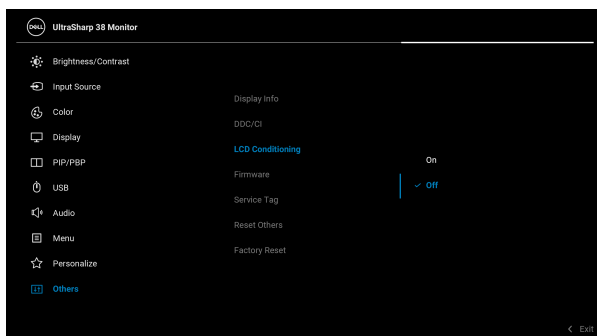 DELL UltraSharp 38 Monitor
Brightness/Contrast
Input Source
Color
Display
PIP/PBP
USB
Audio
Menu
Personalize
Others
Display Info
DDC/CI
LCD Conditioning
Firmware
Service Tag
Reset Others
Factory Reset
On
Off
Exit